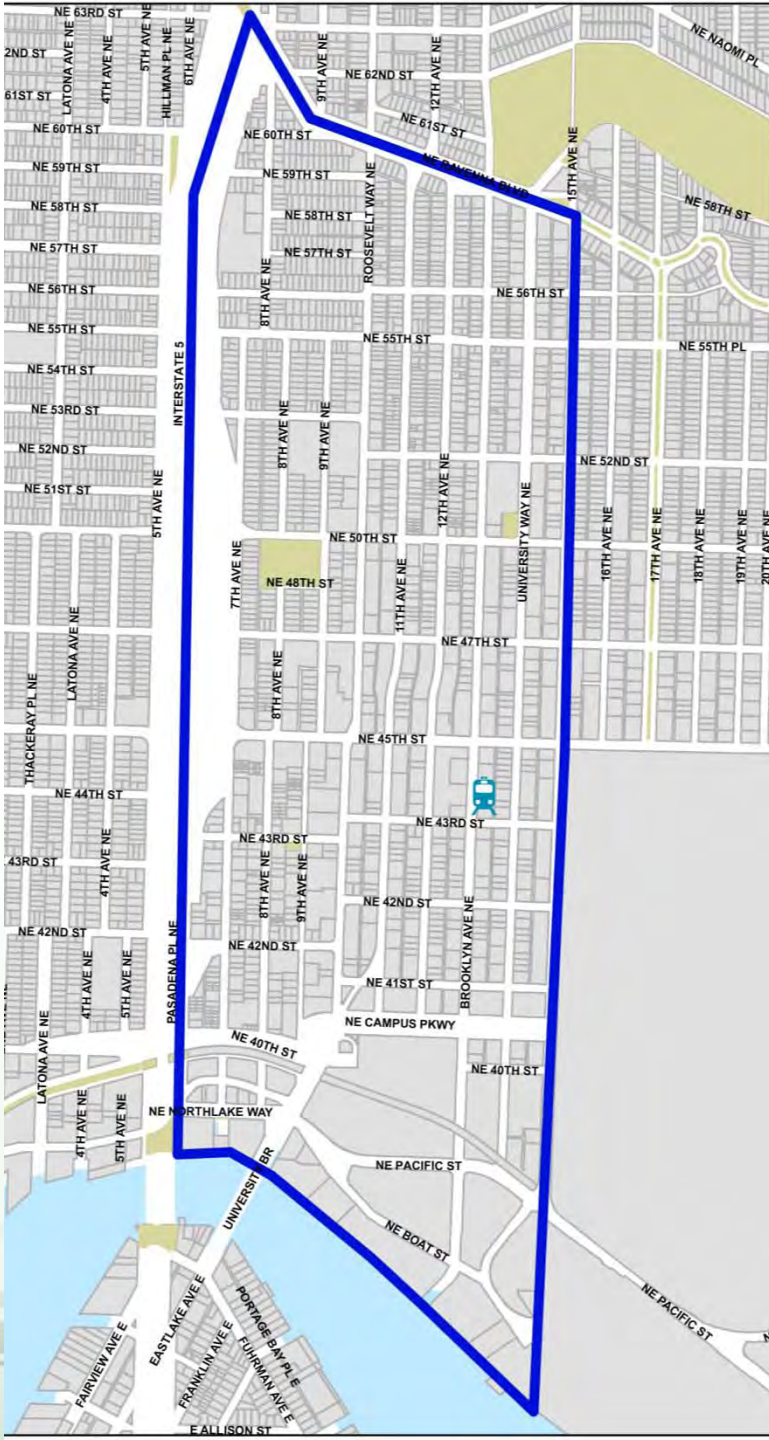 NE 63RD ST
5TH AVE NE
6TH AVE NE
NE NAOMI PL
2ND ST
LATONA AVE NE
4TH AVE NE
HILLMAN PL NE
9TH AVE NE
NE 62ND ST
12TH AVE NE
61ST ST
NE 60TH ST
NE 60TH ST
NE 61ST ST
NE 59TH ST
NE 59TH ST
NE RAVENNA BLVD
15TH AVE NE
NE 58TH ST
NE 58TH ST
NE 58TH ST
NE 57TH ST
NE 57TH ST
ROOSEVELT WAY NE
NE 56TH ST
8TH AVE NE
NE 56TH ST
NE 55TH ST
NE 55TH ST
NE 55TH PL
NE 54TH ST
INTERSTATE 5
NE 53RD ST
NE 52ND ST
8TH AVE NE
9TH AVE NE
NE 52ND ST
NE 51ST ST
5TH AVE NE
12TH AVE NE
UNIVERSITY WAY NE
NE 50TH ST
7TH AVE NE
NE 48TH ST
11TH AVE NE
16TH AVE NE
17TH AVE NE
18TH AVE NE
19TH AVE NE
20TH AVE NE
NE 47TH ST
LATONA AVE NE
8TH AVE NE
THACKERAY PL NE
NE 45TH ST
NE 44TH ST
NE 43RD ST
NE 43RD ST
43RD ST
4TH AVE NE
8TH AVE NE
9TH AVE NE
NE 42ND ST
NE 42ND ST
NE 42ND ST
4TH AVE NE
5TH AVE NE
PASADENA PL NE
BROOKLYN AVE NE
NE 41ST ST
NE CAMPUS PKWY
NE 40TH ST
NE 40TH ST
LATONA AVE NE
4TH AVE NE
5TH AVE NE
NE NORTHLAKE WAY
NE PACIFIC ST
UNIVERSITY BR
NE BOAT ST
NE PACIFIC ST
FAIRVIEW AVE E
EASTLAKE AVE E
FRANKLIN AVE E
PORTAGE BAY PL E
FUHRMAN AVE E
E ALLISON ST